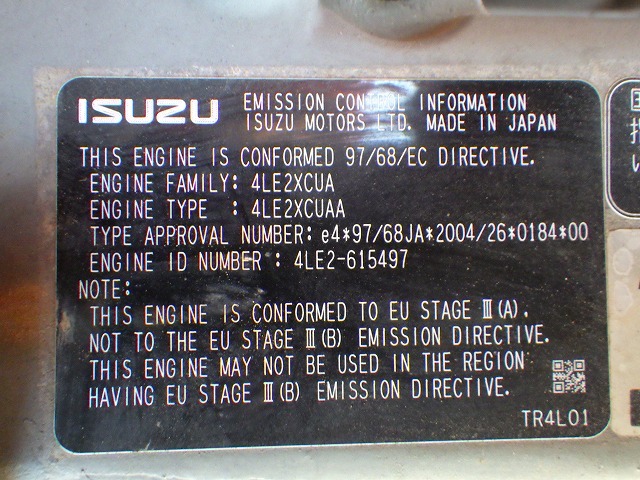 ISUZU
EMISSION CONTROL INFORMATION
ISUZU MOTORS LTD. MADE IN JAPAN
THIS ENGINE IS CONFORMED 97/68/EC DIRECTIVE.
ENGINE FAMILY: 4LE2XCUA
ENGINE TYPE : 4LE2XCUAA
TYPE APPROVAL NUMBER: e4*97/68JA*2004/26*0184*00
ENGINE ID NUMBER : 4LE2-615497
NOTE:
THIS ENGINE IS CONFORMED TO EU STAGE Ⅲ(A).
NOT TO THE EU STAGE Ⅲ(B) EMISSION DIRECTIVE.
THIS ENGINE MAY NOT BE USED IN THE REGION
HAVING EU STAGE Ⅲ(B) EMISSION DIRECTIVE.
TR4L01